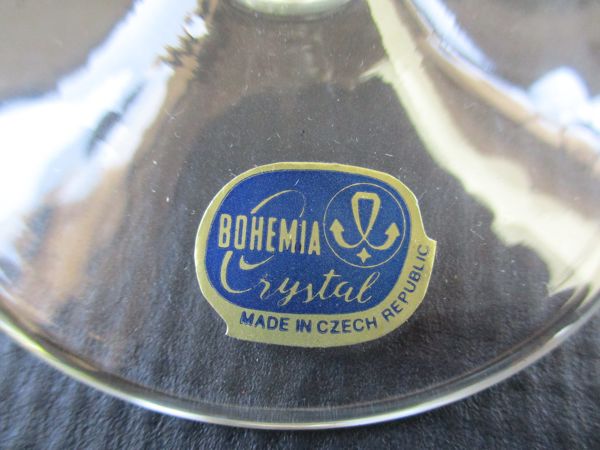 BOHEMIA
Crystal
MADE IN CZECH REPUBLIC